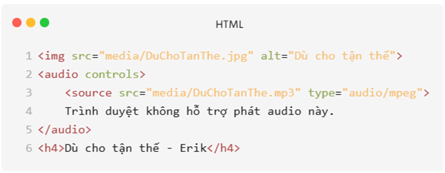 HTML
1 <img src="media/DuChoTanThe.jpg" alt="Dù cho tận thế">
2 <audio controls>
3 <source src="media/DuChoTanThe.mp3" type="audio/mpeg">
4 Trình duyệt không hỗ trợ phát audio này.
5 </audio>
6 <h4>Dù cho tận thế - Erik</h4>